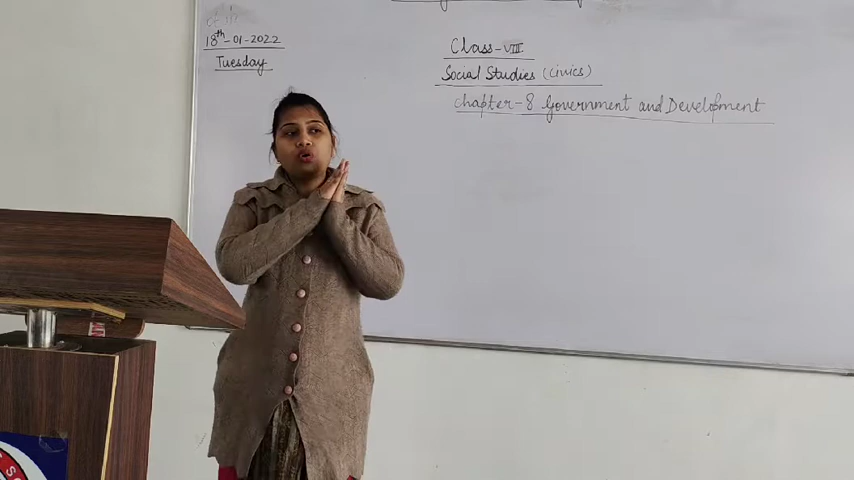 18th-01-2022
Tuesday
Class-VIII
Social Studies (civics)
chapter-8 Government and Development